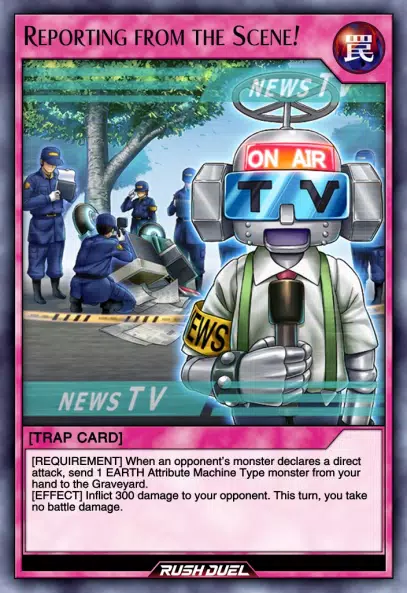 REPORTING FROM THE SCENE!
罠
NEWS TV
ON AIR
TV
EWS
NEWS TV
[TRAP CARD]
[REQUIREMENT] When an opponent's monster declares a direct
attack, send 1 EARTH Attribute Machine Type monster from your
hand to the Graveyard.
[EFFECT] Inflict 300 damage to your opponent. This turn, you take
no battle damage.
RUSH DUEL